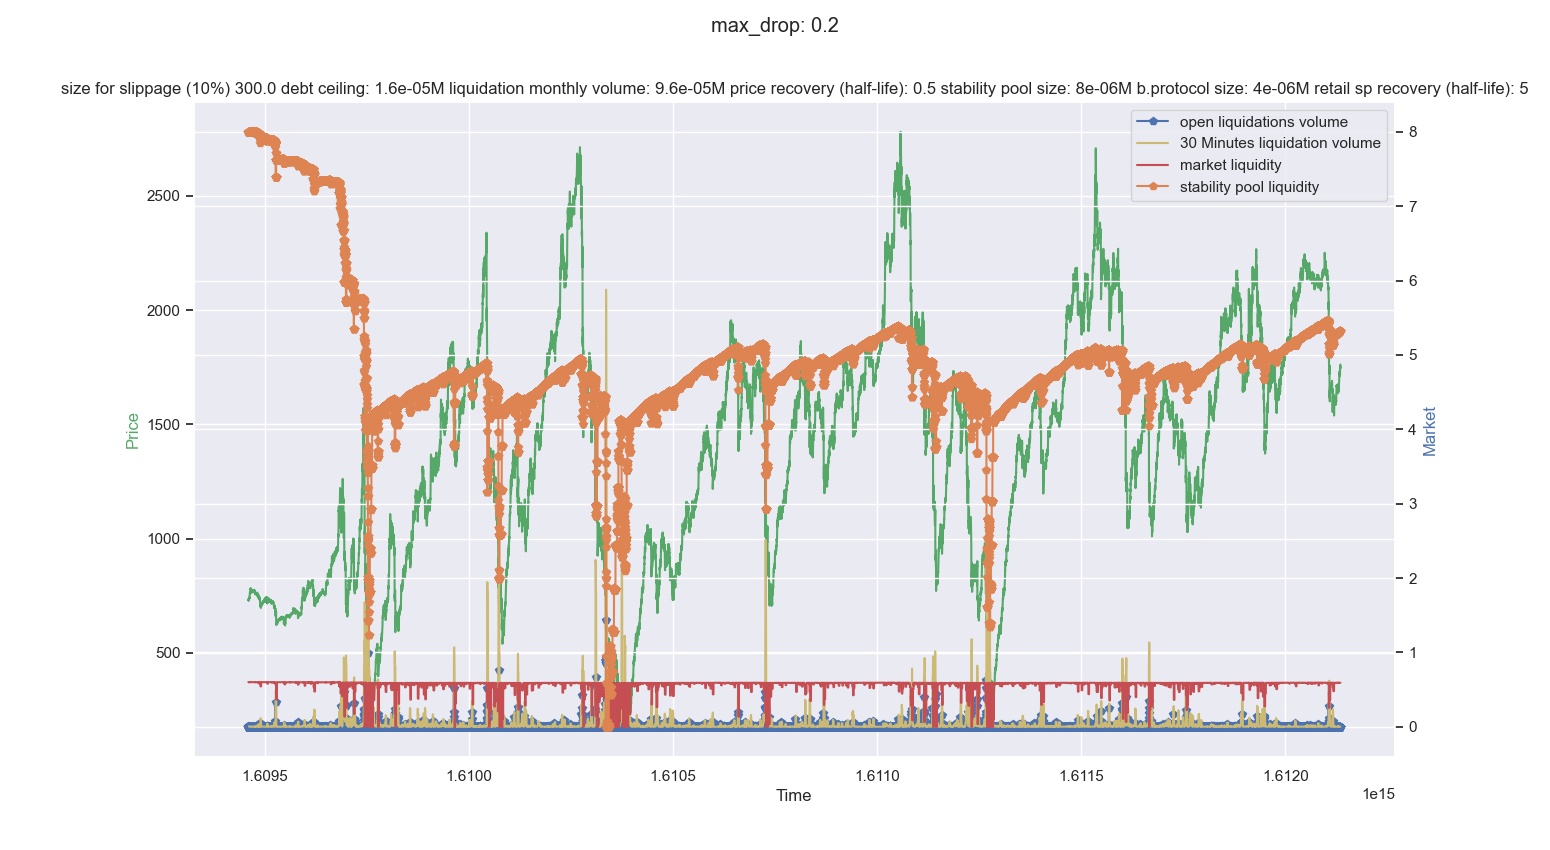 max_drop: 0.2
size for slippage (10%) 300.0 debt ceiling: 1.6e-05M liquidation monthly volume: 9.6e-05M price recovery (half-life): 0.5 stability pool size: 8e-06M b.protocol size: 4e-06M retail sp recovery (half-life): 5
open liquidations volume
30 Minutes liquidation volume
market liquidity
stability pool liquidity
2500
2000
1500
1000
500
Price
8
7
6
5
4
3
2
1
0
Market
1.6095
1.6100
1.6105
1.6110
1.6115
1.6120
1e15
Time